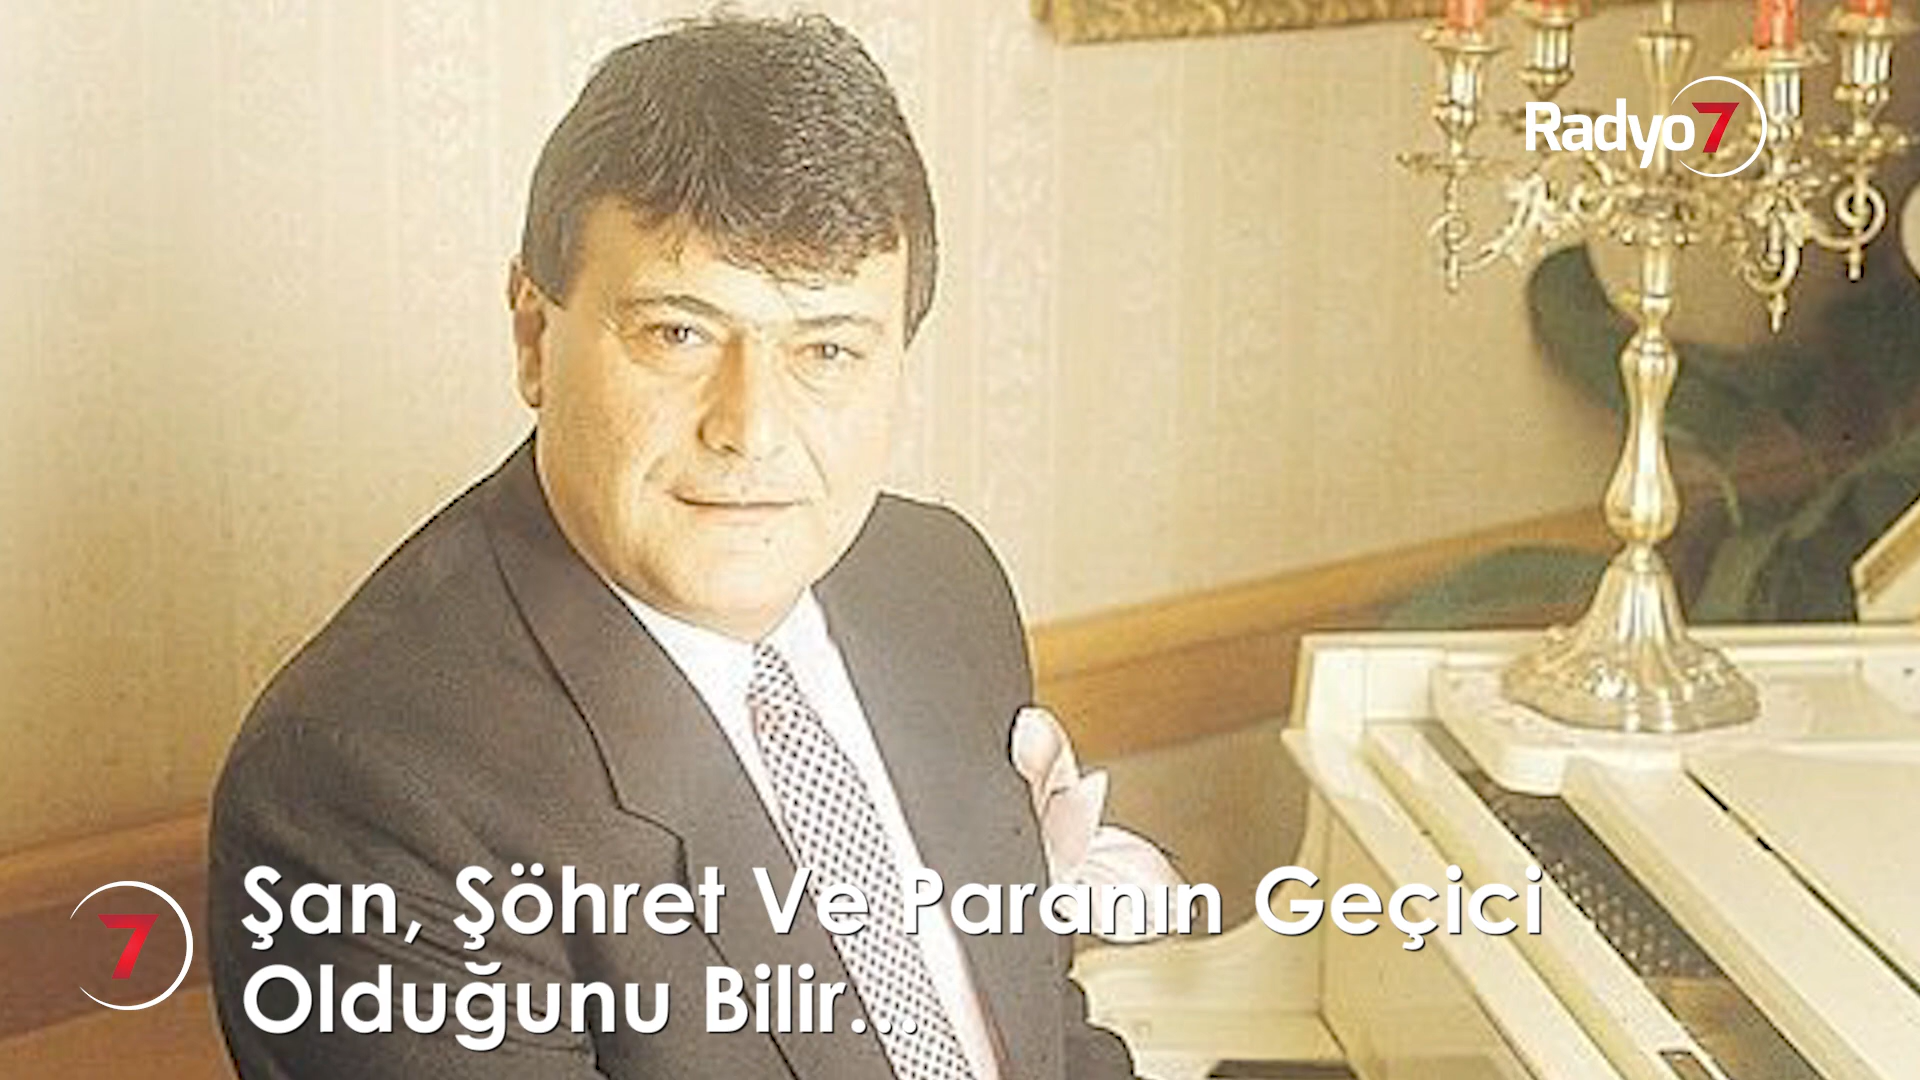 Radyo7
Şan, Şöhret Ve Paranın Geçici
7
Olduğunu Bilir...